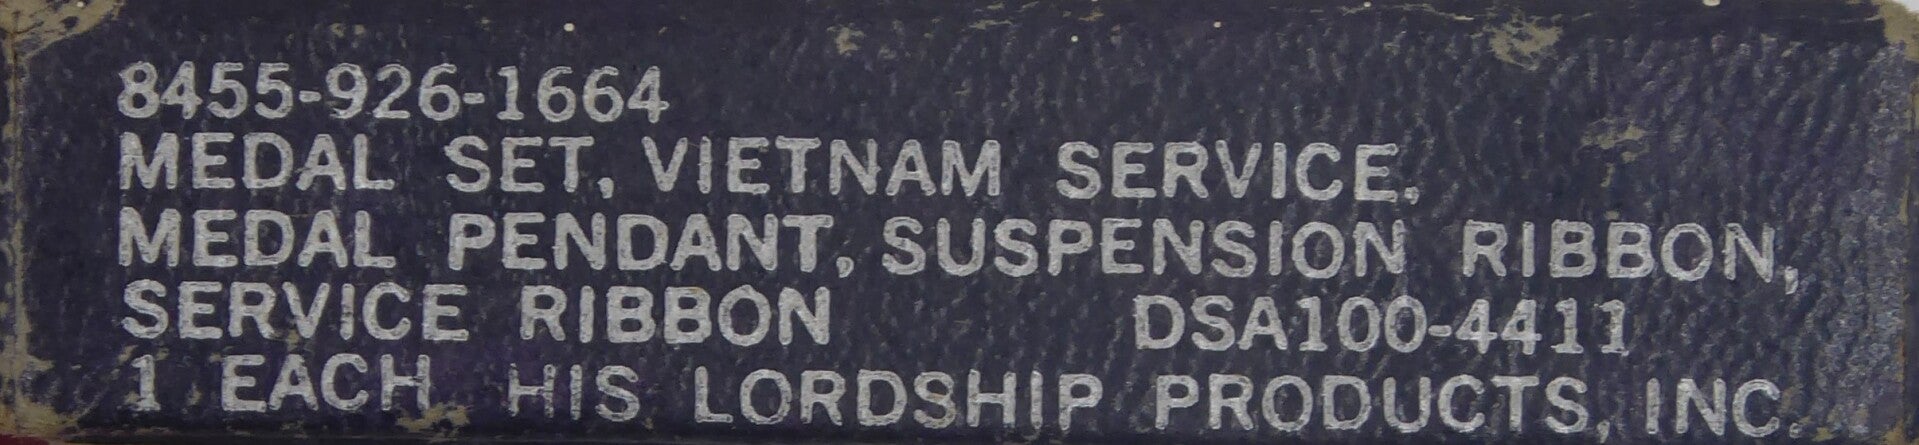 8455-926-1664
MEDAL SET, VIETNAM SERVICE,
MEDAL PENDANT, SUSPENSION RIBBON,
SERVICE RIBBON DSA100-4411
1 EACH HIS LORDSHIP PRODUCTS, INC.